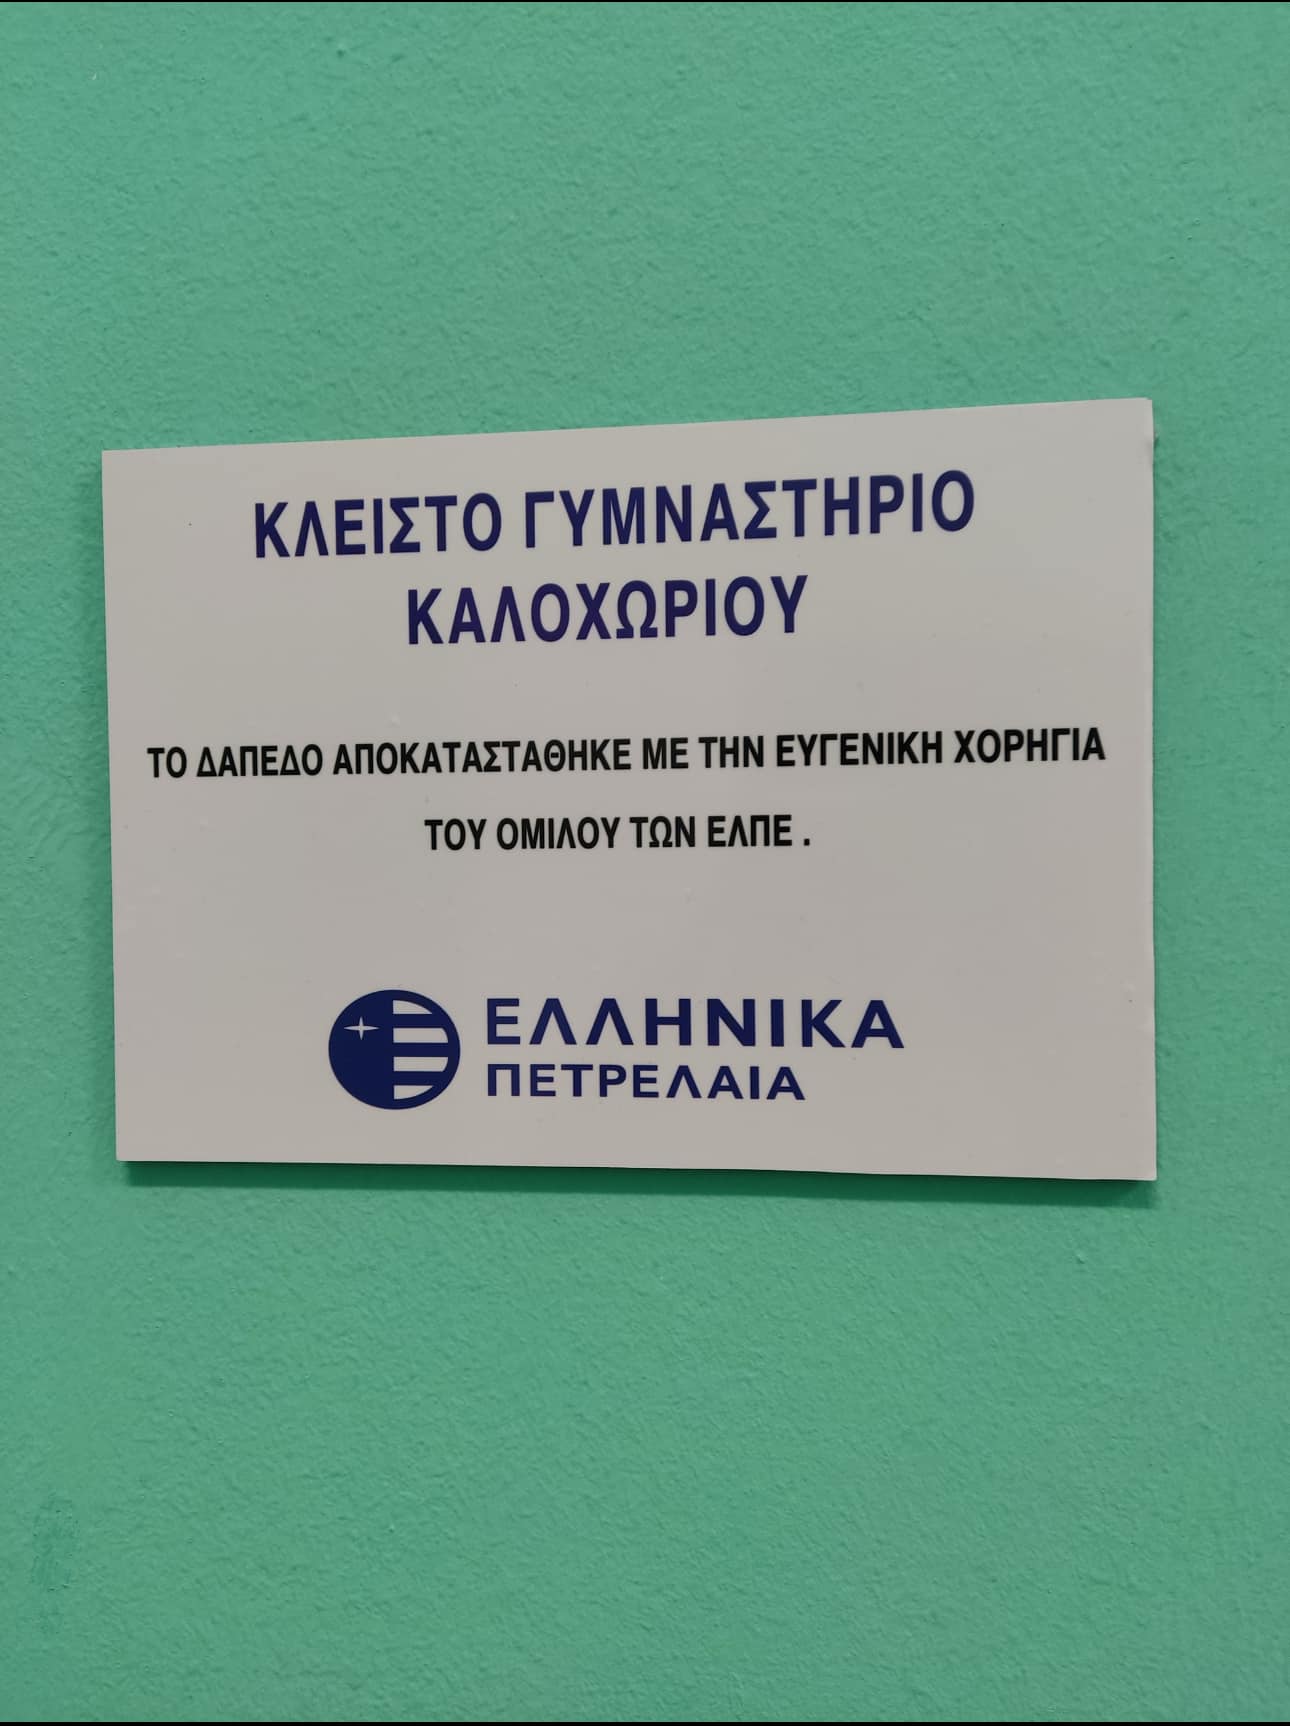 ΚΛΕΙΣΤΟ ΓΥΜΝΑΣΤΗΡΙΟ
ΚΑΛΟΧΩΡΙΟΥ
ΤΟ ΔΑΠΕΔΟ ΑΠΟΚΑΤΑΣΤΑΘΗΚΕ ΜΕ ΤΗΝ ΕΥΓΕΝΙΚΗ ΧΟΡΗΓΙΑ
ΤΟΥ ΟΜΙΛΟΥ ΤΩΝ ΕΛΠΕ .
ΕΛΛΗΝΙΚΑ
ΠΕΤΡΕΛΑΙΑ